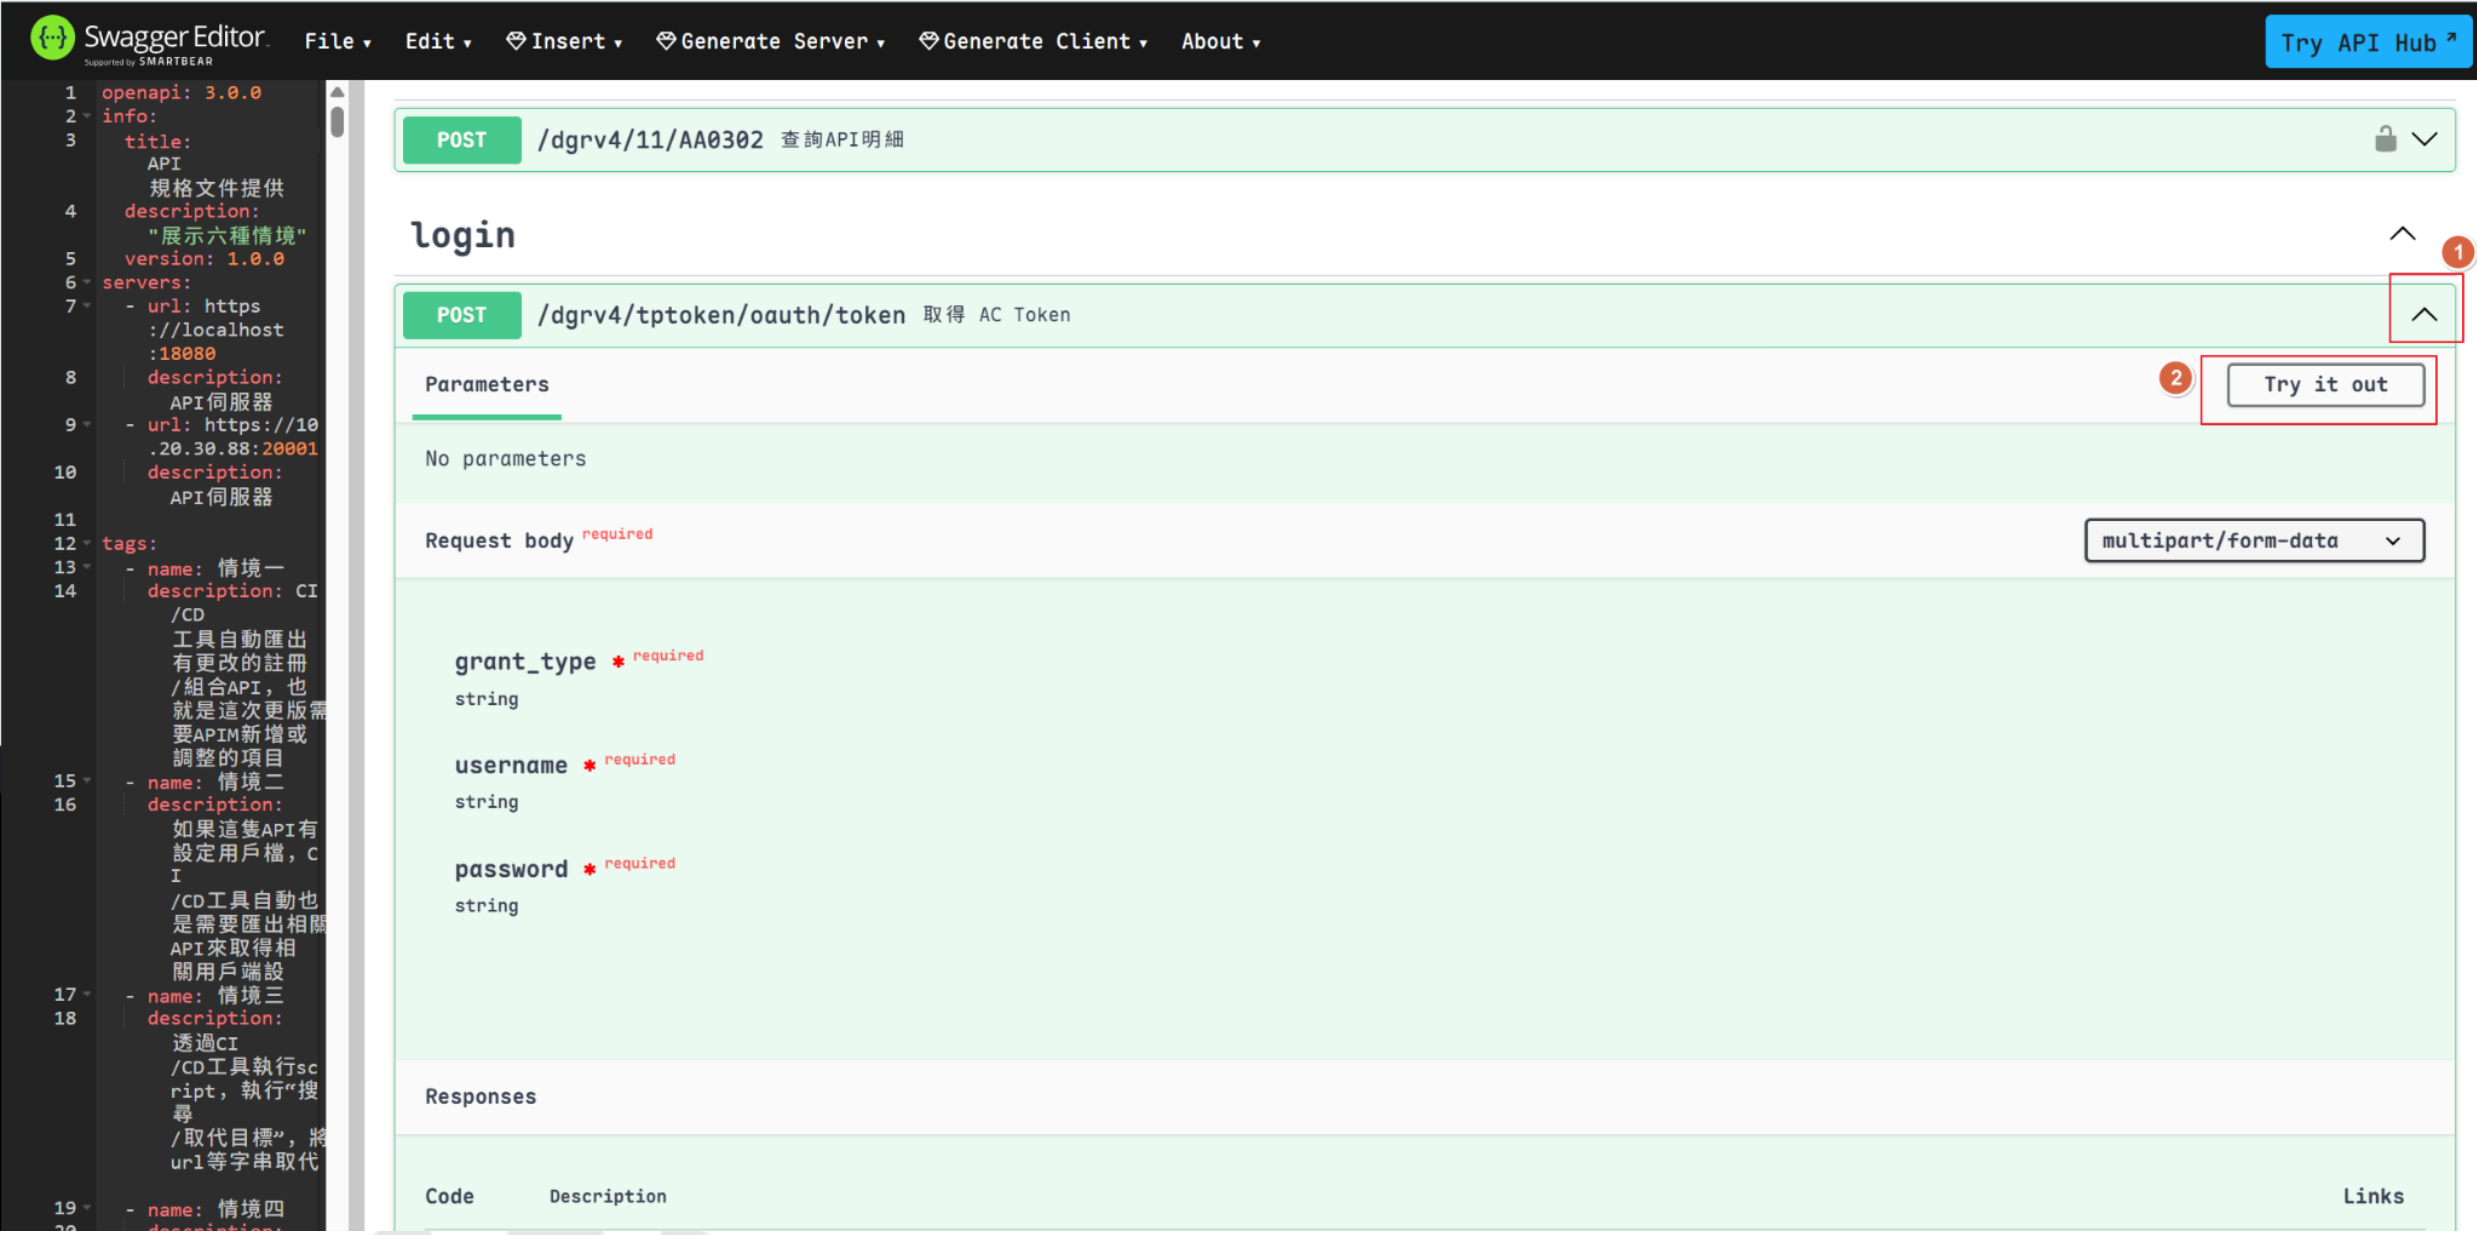 Swagger Editor
Supported by SMARTBEAR
File
Edit
Insert
Generate Server
Generate Client
About
Try API Hub
1 openapi: 3.0.0
2 info:
3 title:
API
規格文件提供
4 description:
"展示六種情境"
5 version: 1.0.0
6 servers:
7 - url: https
://localhost
:18080
8 description:
API伺服器
9 - url: https://10
.20.30.88:20001
10 description:
API伺服器
11
12 tags:
13 - name: 情境一
14 description: CI
/CD
工具自動匯出
有更改的註冊
/組合API, 也
就是這次更版需
要APIM新增或
調整的項目
15 - name: 情境二
16 description:
如果這隻API有
設定用戶檔, C
I
/CD工具自動也
是需要匯出相關
API來取得相
關用戶端設
17 - name: 情境三
18 description:
透過CI
/CD工具執行sc
ript, 執行“搜
尋
/取代目標”, 將
url等字串取代
19 - name: 情境四
20 description:
POST /dgrv4/11/AA0302 查詢API明細
login
1
POST /dgrv4/tptoken/oauth/token 取得 AC Token
Parameters
2
Try it out
No parameters
Request body required
multipart/form-data
grant_type * required
string
username * required
string
password * required
string
Responses
Code Description Links